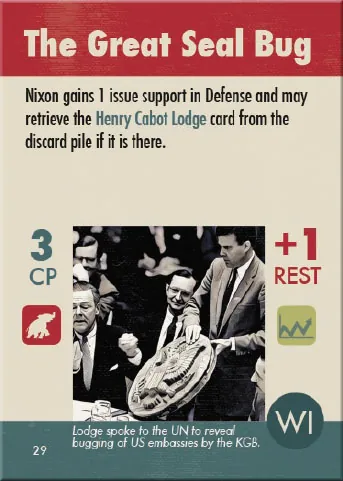 The Great Seal Bug
Nixon gains 1 issue support in Defense and may
retrieve the Henry Cabot Lodge card from the
discard pile if it is there.
3
CP
+1
REST
WI
Lodge spoke to the UN to reveal
bugging of US embassies by the KGB.
29